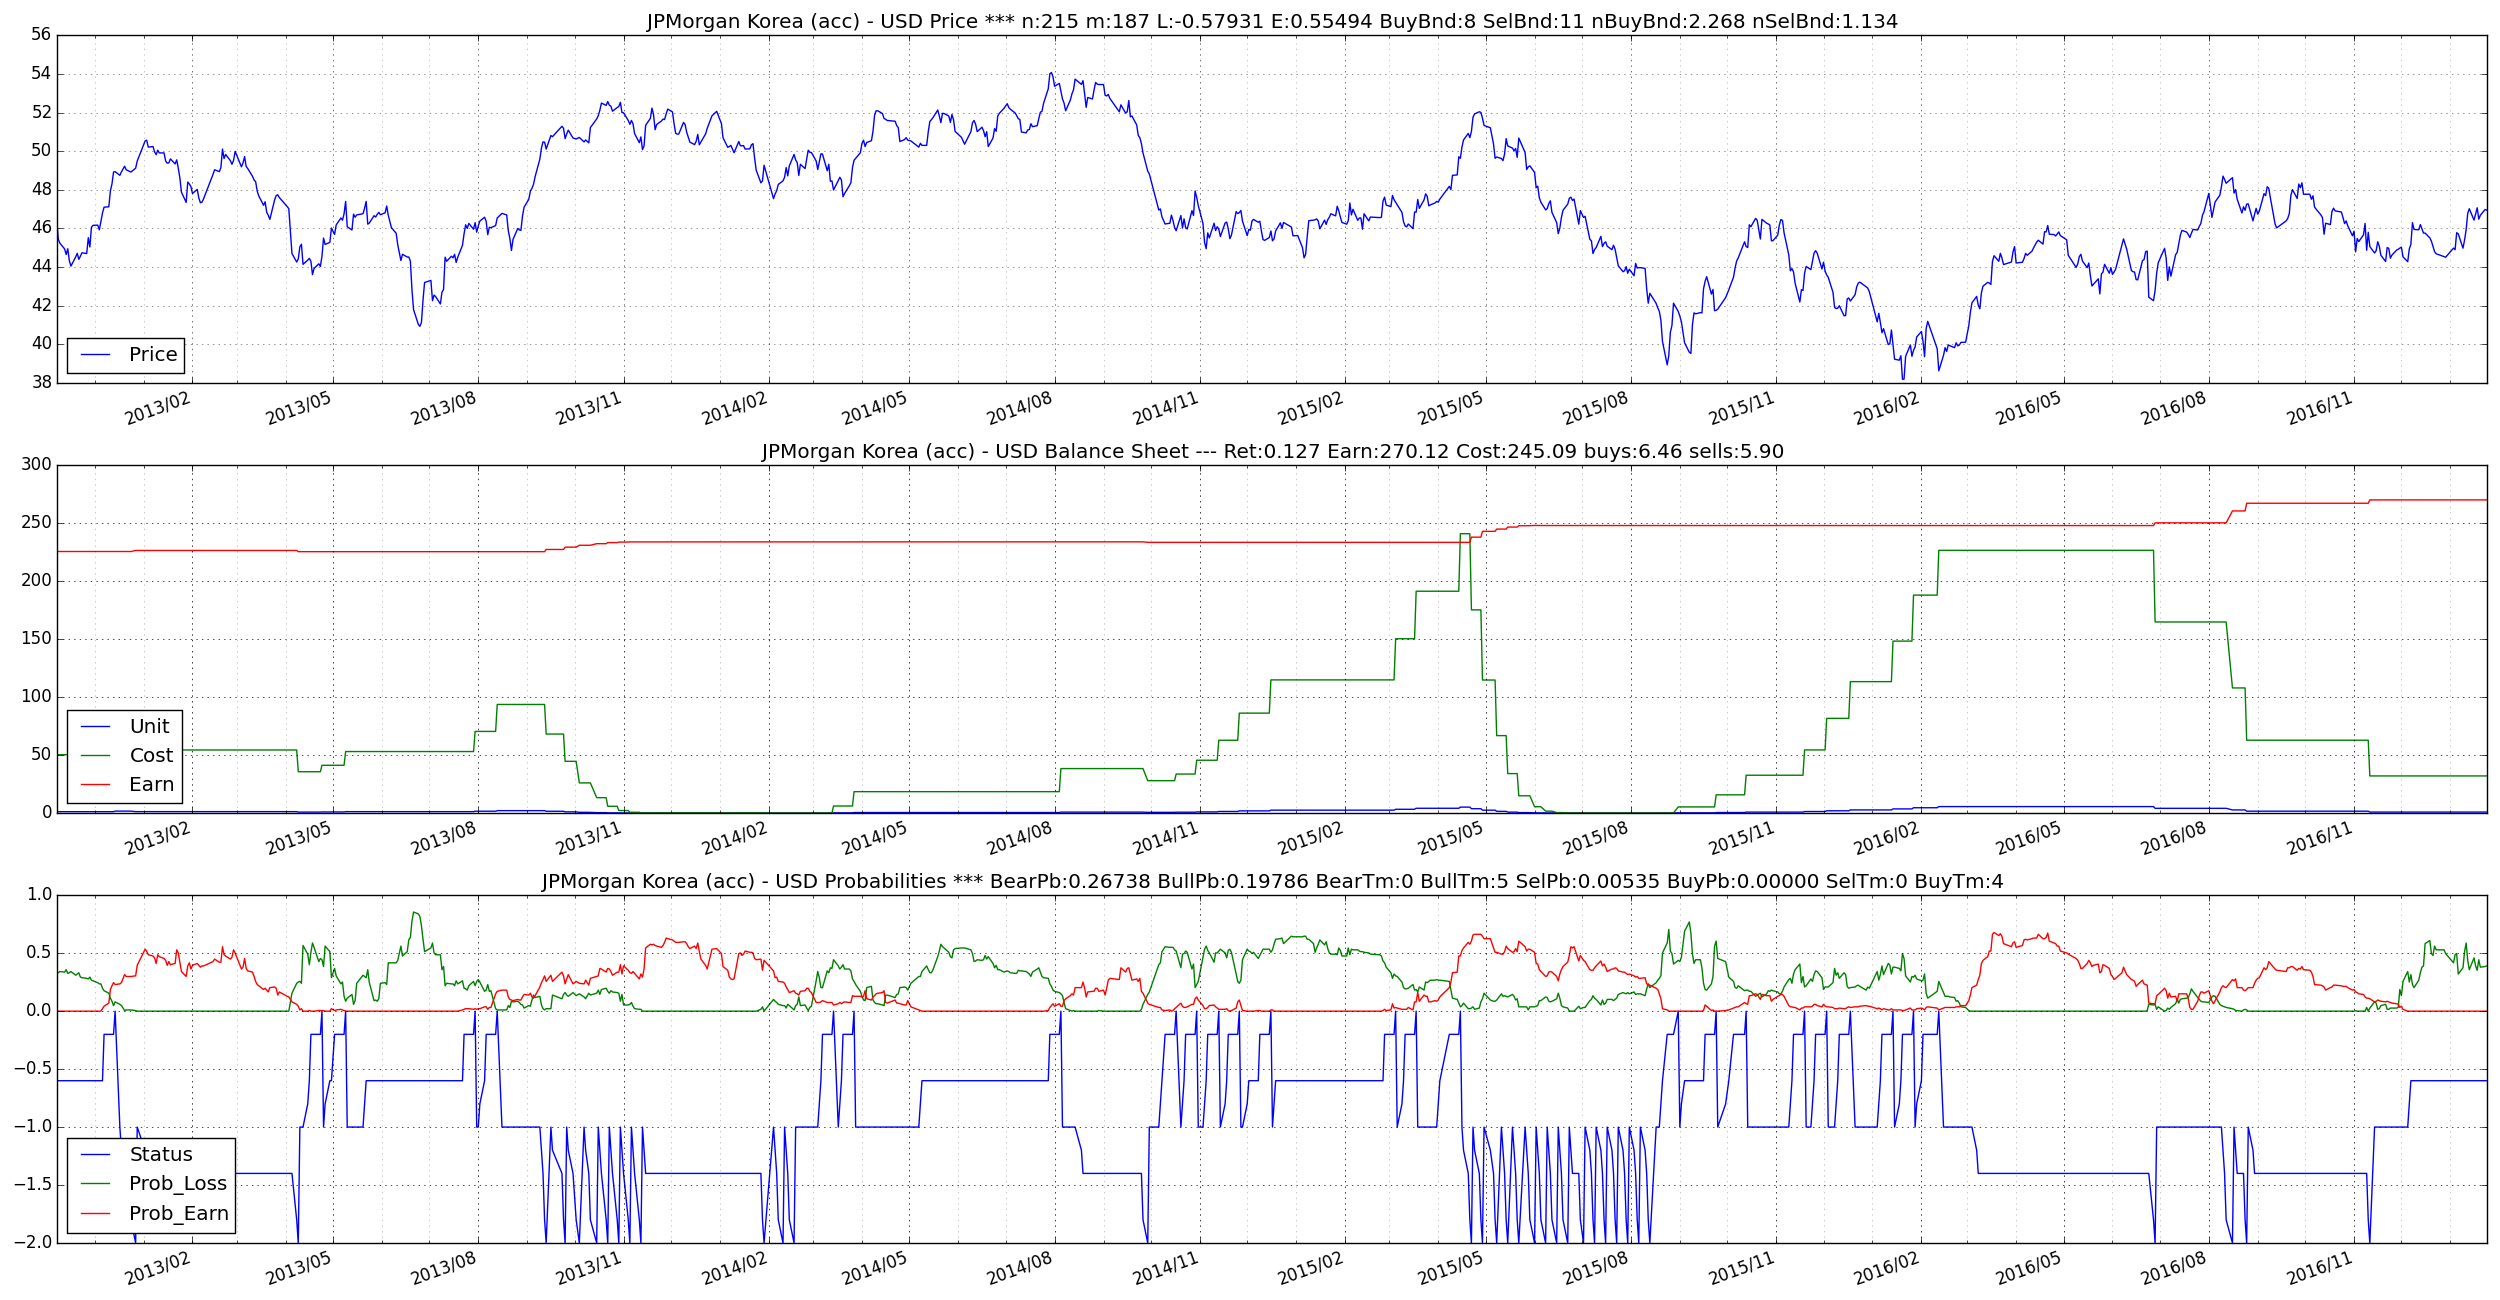 JPMorgan Korea (acc) - USD Price *** n:215 m:187 L:-0.57931 E:0.55494 BuyBnd:8 SelBnd:11 nBuyBnd:2.268 nSelBnd:1.134
56
54
52
50
48
46
44
42
40
38
Price
2013/02 2013/05 2013/08 2013/11 2014/02 2014/05 2014/08 2014/11 2015/02 2015/05 2015/08 2015/11 2016/02 2016/05 2016/08 2016/11
JPMorgan Korea (acc) - USD Balance Sheet --- Ret:0.127 Earn:270.12 Cost:245.09 buys:6.46 sells:5.90
300
250
200
150
100
50
0
Unit
Cost
Earn
2013/02 2013/05 2013/08 2013/11 2014/02 2014/05 2014/08 2014/11 2015/02 2015/05 2015/08 2015/11 2016/02 2016/05 2016/08 2016/11
JPMorgan Korea (acc) - USD Probabilities *** BearPb:0.26738 BullPb:0.19786 BearTm:0 BullTm:5 SelPb:0.00535 BuyPb:0.00000 SelTm:0 BuyTm:4
1.0
0.5
0.0
−0.5
−1.0
−1.5
−2.0
Status
Prob_Loss
Prob_Earn
2013/02 2013/05 2013/08 2013/11 2014/02 2014/05 2014/08 2014/11 2015/02 2015/05 2015/08 2015/11 2016/02 2016/05 2016/08 2016/11